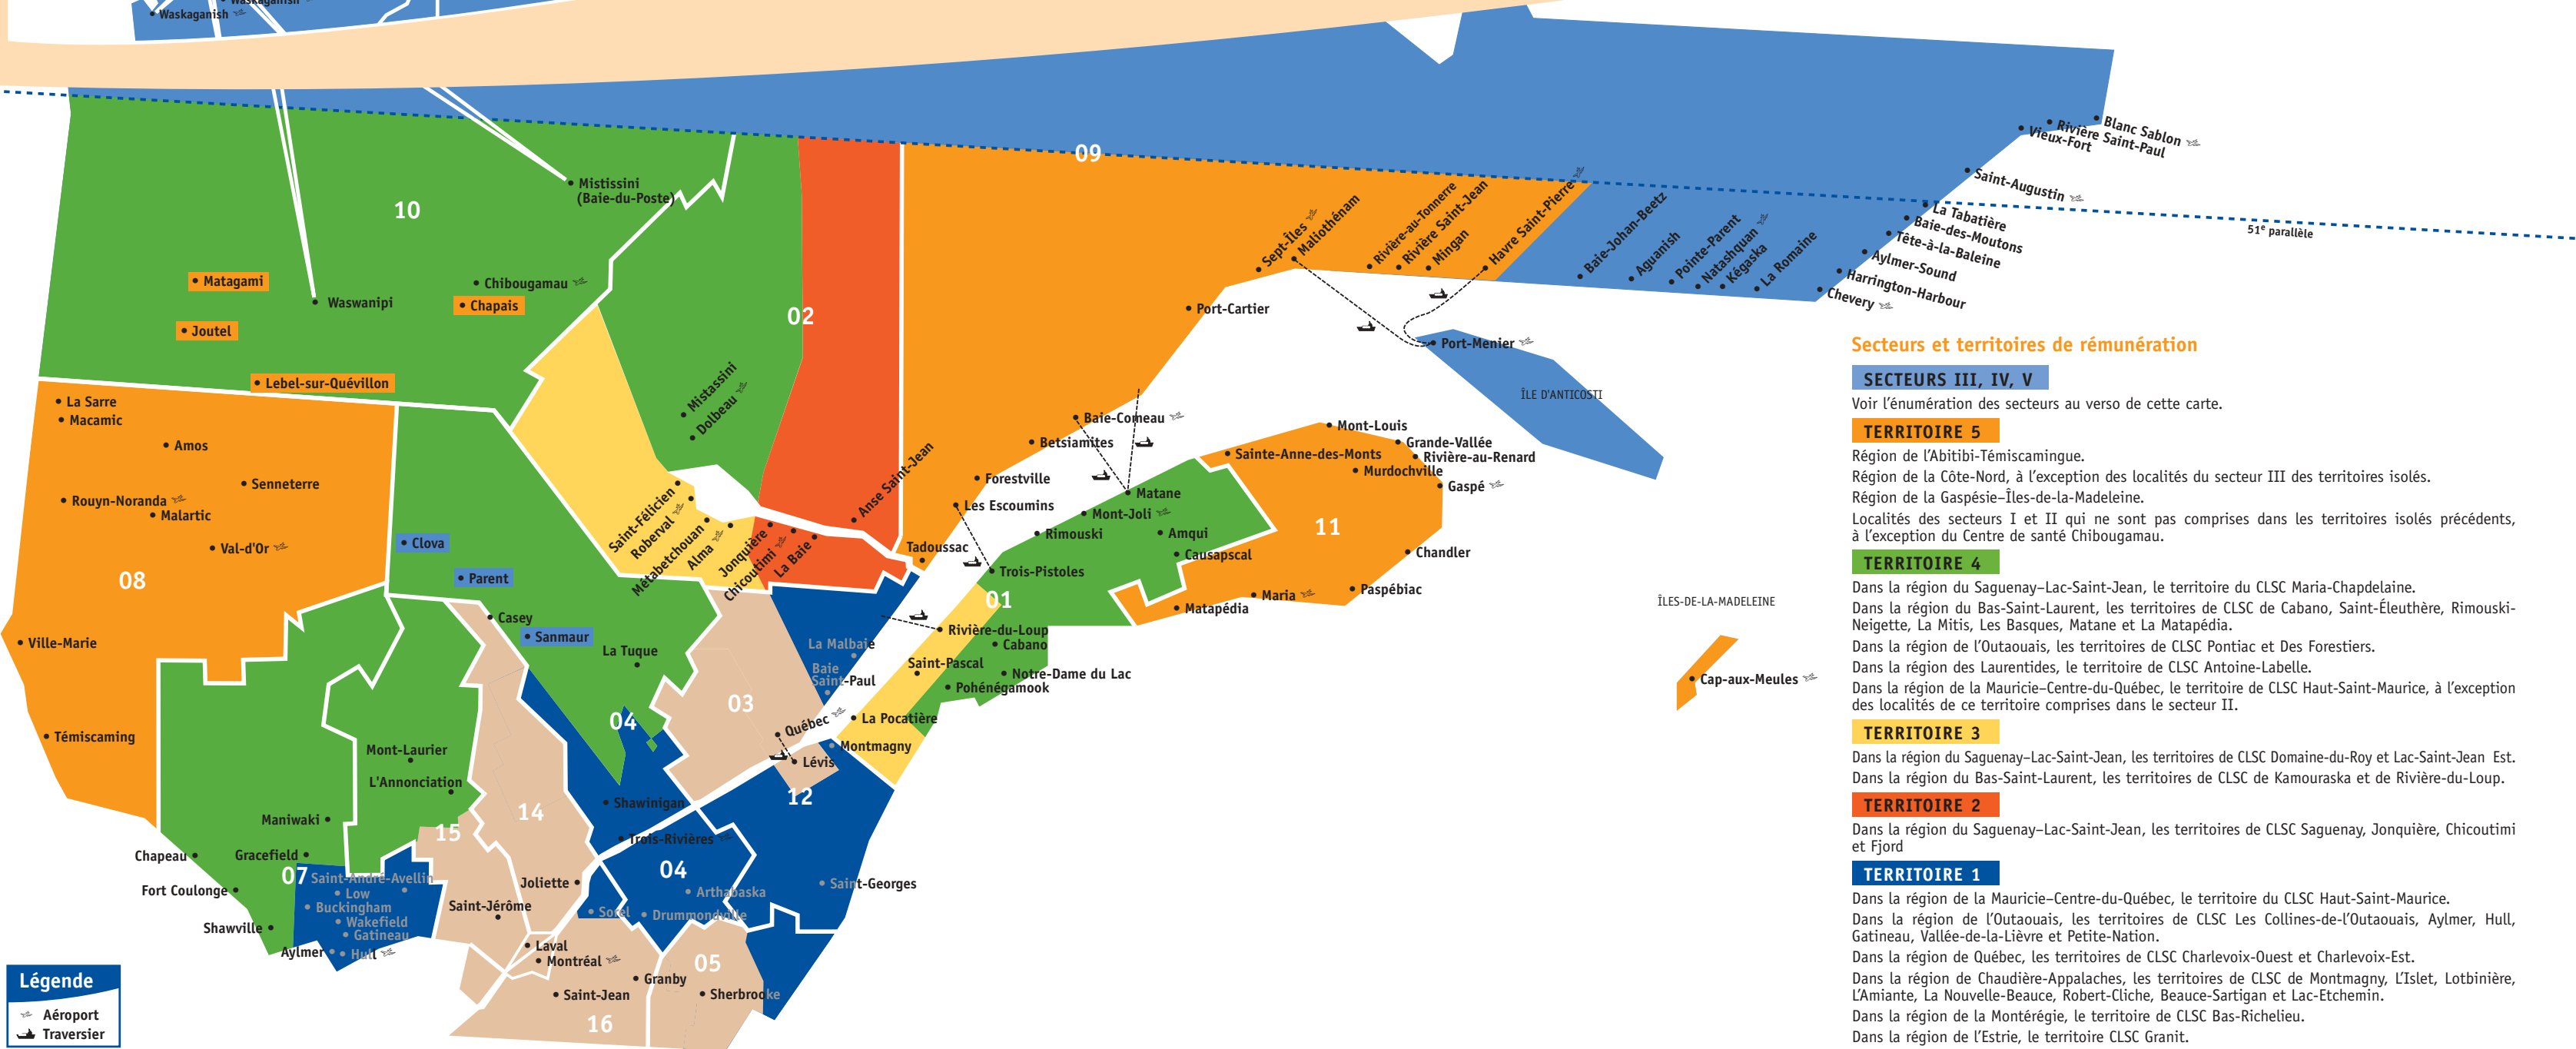 Waskaganish
Waskaganish
09
Blanc Sablon
Rivière Saint-Paul
Vieux-Fort
Saint-Augustin
51e parallèle
La Tabatière
Baie-des-Moutons
Tête-à-la-Baleine
Aylmer-Sound
Harrington-Harbour
Chevery
Mistissini
(Baie-du-Poste)
10
02
Sept-Îles
Maliothénam
Rivière-au-Tonnerre
Rivière Saint-Jean
Mingan
Havre Saint-Pierre
Baie-Johan-Beetz
Aguanish
Pointe-Parent
Natashquan
Kégaska
La Romaine
Matagami
Waswanipi
Chibougamau
Chapais
Joutel
Lebel-sur-Quévillon
Port-Cartier
Port-Menier
ÎLE D'ANTICOSTI
La Sarre
Macamic
Amos
Senneterre
Rouyn-Noranda
Malartic
Val-d'Or
08
Ville-Marie
Témiscaming
Mistassini
Dolbeau
Anse Saint-Jean
Saint-Félicien
Roberval
Métabetchouan
Alma
Jonquière
Chicoutimi
La Baie
Baie-Comeau
Betsiamites
Forestville
Les Escoumins
Tadoussac
Mont-Louis
Grande-Vallée
Rivière-au-Renard
Sainte-Anne-des-Monts
Murdochville
Gaspé
Matane
Mont-Joli
Rimouski
Amqui
Causapscal
11
Chandler
Trois-Pistoles
01
Maria
Paspébiac
Matapédia
ÎLES-DE-LA-MADELEINE
Cap-aux-Meules
Clova
Parent
Casey
Sanmaur
La Tuque
La Malbaie
Baie
Saint-Paul
Rivière-du-Loup
Cabano
Saint-Pascal
Notre-Dame du Lac
Pohénégamook
03
04
Québec
La Pocatière
Montmagny
Lévis
12
Mont-Laurier
L'Annonciation
14
Shawinigan
Maniwaki
15
Trois-Rivières
Chapeau
Gracefield
07
Saint-André-Avellin
Low
Fort Coulonge
Buckingham
Wakefield
Shawville
Gatineau
Aylmer
Hull
Joliette
04
Arthabaska
Saint-Georges
Saint-Jérôme
Sorel
Drummondville
Laval
Montréal
05
Granby
Saint-Jean
Sherbrooke
16
Légende
Aéroport
Traversier
Secteurs et territoires de rémunération
SECTEURS III, IV, V
Voir l'énumération des secteurs au verso de cette carte.
TERRITOIRE 5
Région de l'Abitibi-Témiscamingue.
Région de la Côte-Nord, à l'exception des localités du secteur III des territoires isolés.
Région de la Gaspésie–Îles-de-la-Madeleine.
Localités des secteurs I et II qui ne sont pas comprises dans les territoires isolés précédents,
à l'exception du Centre de santé Chibougamau.
TERRITOIRE 4
Dans la région du Saguenay–Lac-Saint-Jean, le territoire du CLSC Maria-Chapdelaine.
Dans la région du Bas-Saint-Laurent, les territoires de CLSC de Cabano, Saint-Éleuthère, Rimouski-
Neigette, La Mitis, Les Basques, Matane et La Matapédia.
Dans la région de l'Outaouais, les territoires de CLSC Pontiac et Des Forestiers.
Dans la région des Laurentides, le territoire de CLSC Antoine-Labelle.
Dans la région de la Mauricie–Centre-du-Québec, le territoire de CLSC Haut-Saint-Maurice, à l'exception
des localités de ce territoire comprises dans le secteur II.
TERRITOIRE 3
Dans la région du Saguenay–Lac-Saint-Jean, les territoires de CLSC Domaine-du-Roy et Lac-Saint-Jean Est.
Dans la région du Bas-Saint-Laurent, les territoires de CLSC de Kamouraska et de Rivière-du-Loup.
TERRITOIRE 2
Dans la région du Saguenay–Lac-Saint-Jean, les territoires de CLSC Saguenay, Jonquière, Chicoutimi
et Fjord
TERRITOIRE 1
Dans la région de la Mauricie–Centre-du-Québec, le territoire du CLSC Haut-Saint-Maurice.
Dans la région de l'Outaouais, les territoires de CLSC Les Collines-de-l'Outaouais, Aylmer, Hull,
Gatineau, Vallée-de-la-Lièvre et Petite-Nation.
Dans la région de Québec, les territoires de CLSC Charlevoix-Ouest et Charlevoix-Est.
Dans la région de Chaudière-Appalaches, les territoires de CLSC de Montmagny, L'Islet, Lotbinière,
L'Amiante, La Nouvelle-Beauce, Robert-Cliche, Beauce-Sartigan et Lac-Etchemin.
Dans la région de la Montérégie, le territoire de CLSC Bas-Richelieu.
Dans la région de l'Estrie, le territoire CLSC Granit.